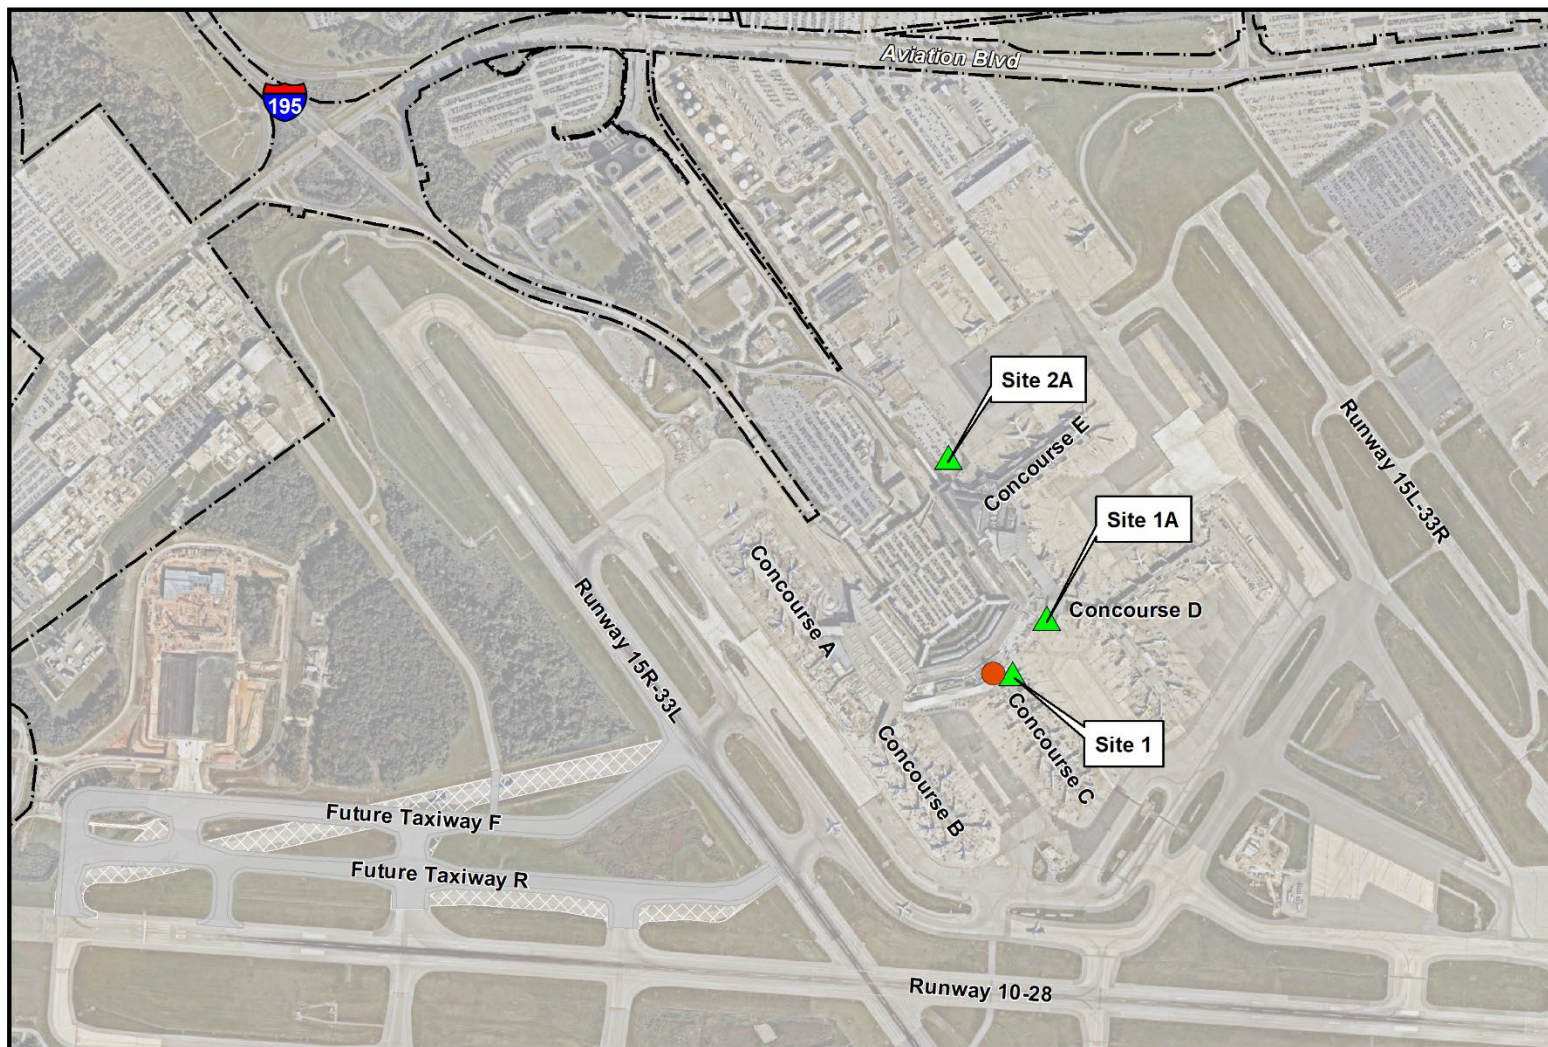 Aviation Blvd
195
Site 2A
Concourse E
Runway 15L-33R
Site 1A
Concourse A
Concourse D
Runway 15R-33L
Concourse C
Site 1
Concourse B
Future Taxiway F
Future Taxiway R
Runway 10-28